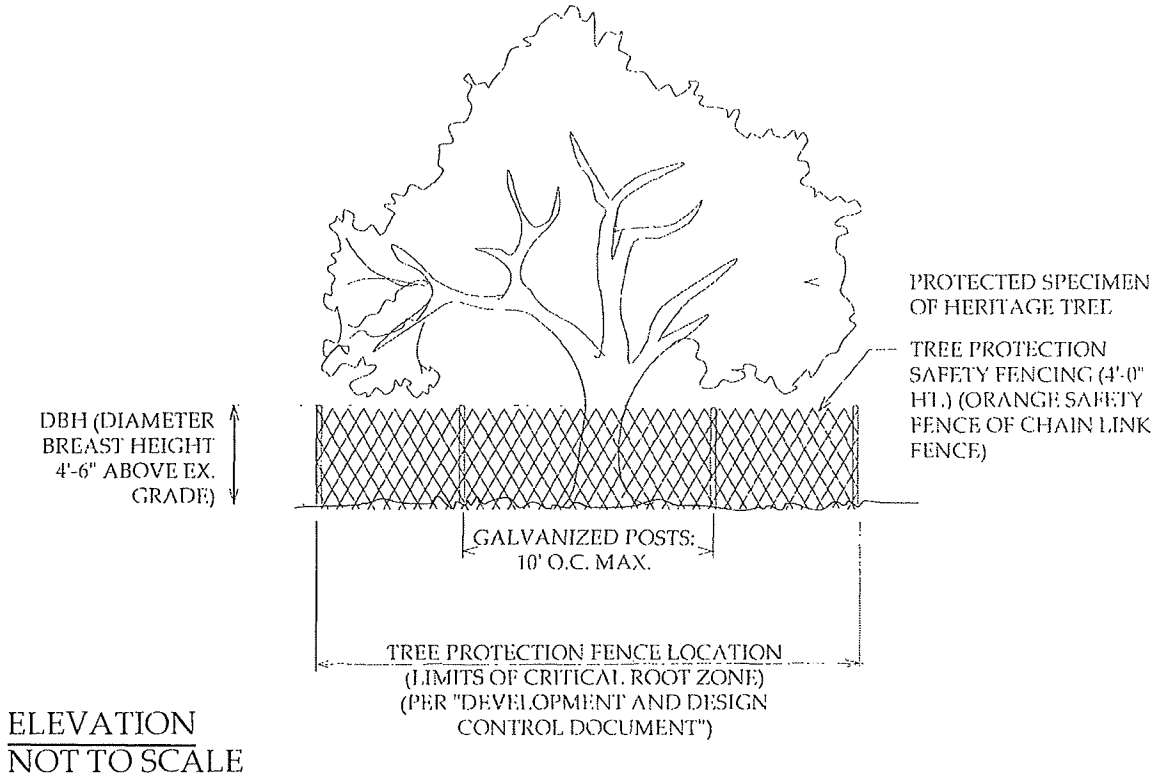 PROTECTED SPECIMEN
OF HERITAGE TREE
TREE PROTECTION
SAFETY FENCING (4'-0"
HT.) (ORANGE SAFETY
FENCE OF CHAIN LINK
FENCE)
DBH (DIAMETER
BREAST HEIGHT
4'-6" ABOVE EX.
GRADE)
GALVANIZED POSTS:
10' O.C. MAX.
TREE PROTECTION FENCE LOCATION
(LIMITS OF CRITICAL ROOT ZONE)
(PER "DEVELOPMENT AND DESIGN
CONTROL DOCUMENT")
ELEVATION
NOT TO SCALE